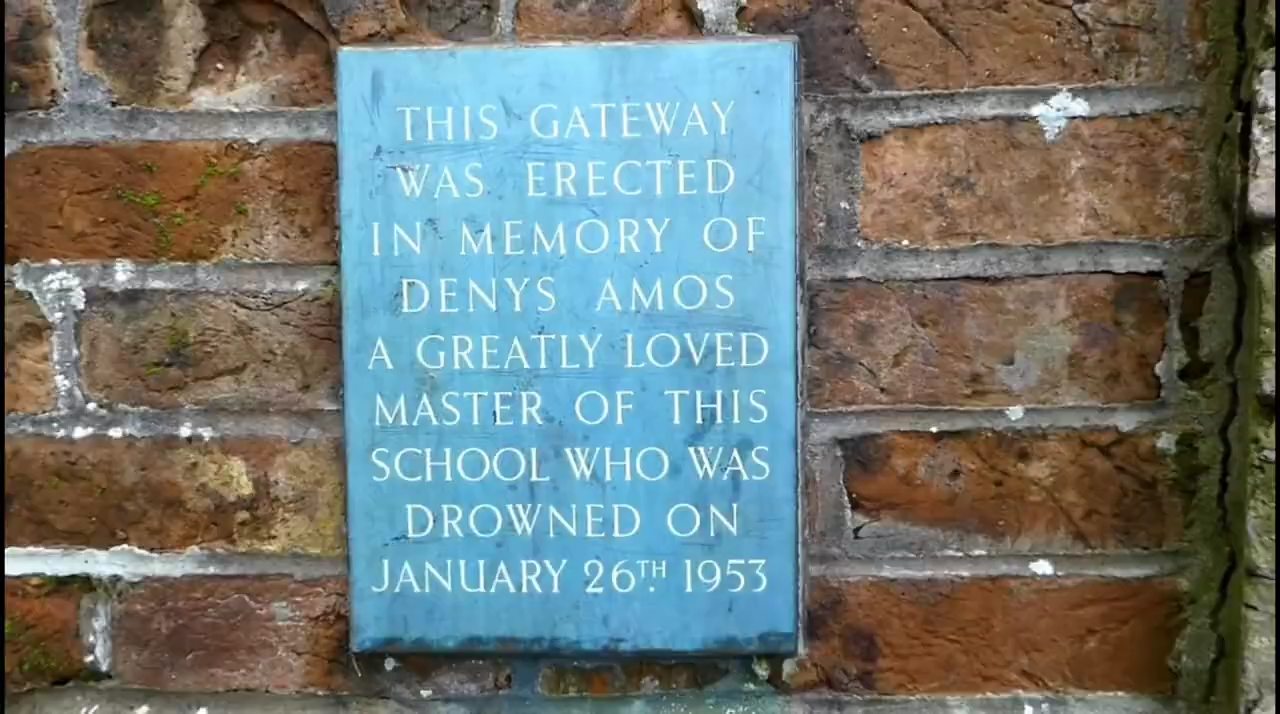 THIS GATEWAY
WAS ERECTED
IN MEMORY OF
DENYS AMOS
A GREATLY LOVED
MASTER OF THIS
SCHOOL WHO WAS
DROWNED ON
JANUARY 26TH. 1953